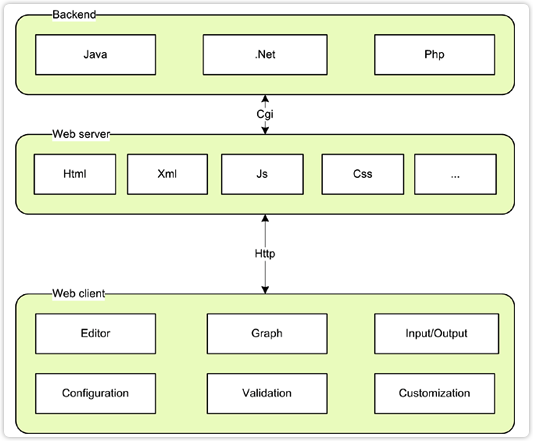 Backend
Java
.Net
Php
Cgi
Web server
Html
Xml
Js
Css
...
Http
Web client
Editor
Graph
Input/Output
Configuration
Validation
Customization